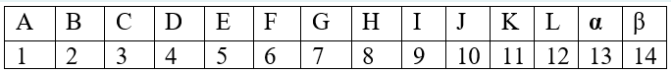 A B C D E F G H I J K L α β
1 2 3 4 5 6 7 8 9 10 11 12 13 14